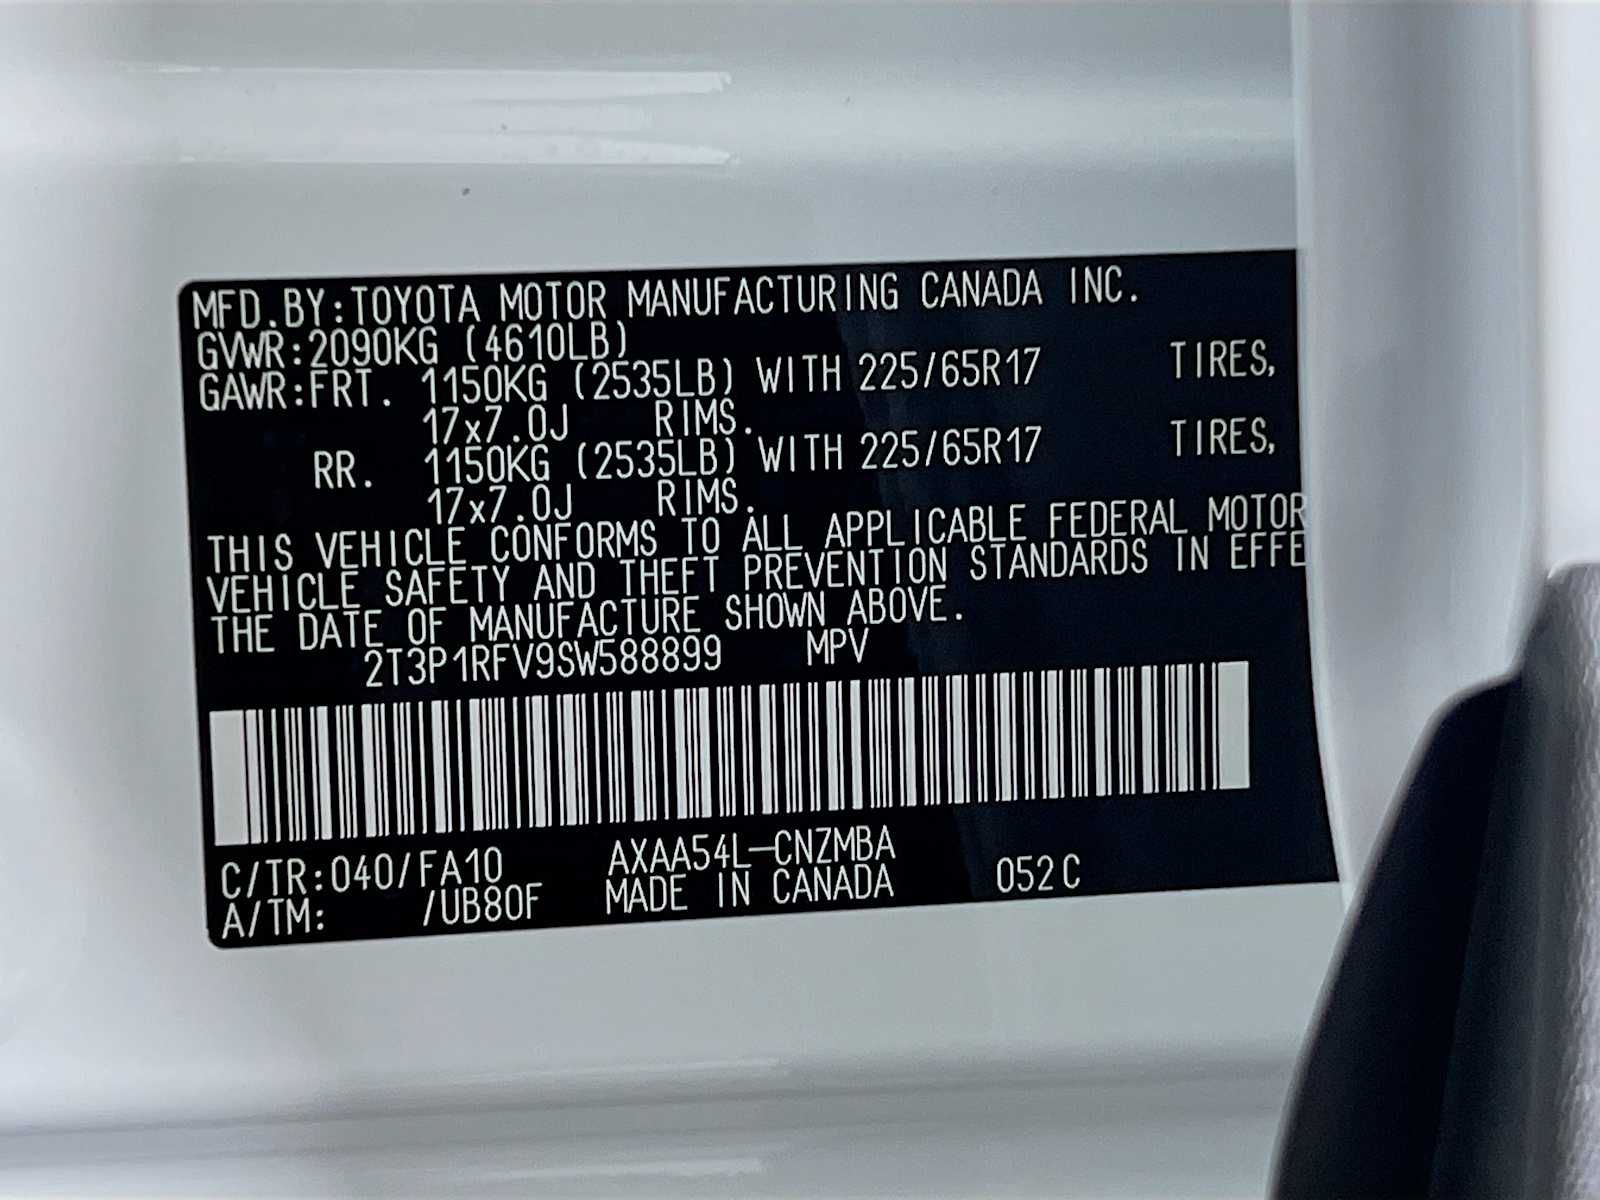 MFD.BY:TOYOTA MOTOR MANUFACTURING CANADA INC.
GVWR:2090KG (4610LB)
GAWR:FRT. 1150KG (2535LB) WITH 225/65R17 TIRES,
17x7.0J RIMS.
RR. 1150KG (2535LB) WITH 225/65R17 TIRES,
17x7.0J RIMS.
THIS VEHICLE CONFORMS TO ALL APPLICABLE FEDERAL MOTOR
VEHICLE SAFETY AND THEFT PREVENTION STANDARDS IN EFFE
THE DATE OF MANUFACTURE SHOWN ABOVE.
2T3P1RFV9SW588899 MPV
C/TR:040/FA10 AXAA54L-CNZMBA
A/TM: /UB80F MADE IN CANADA 052C